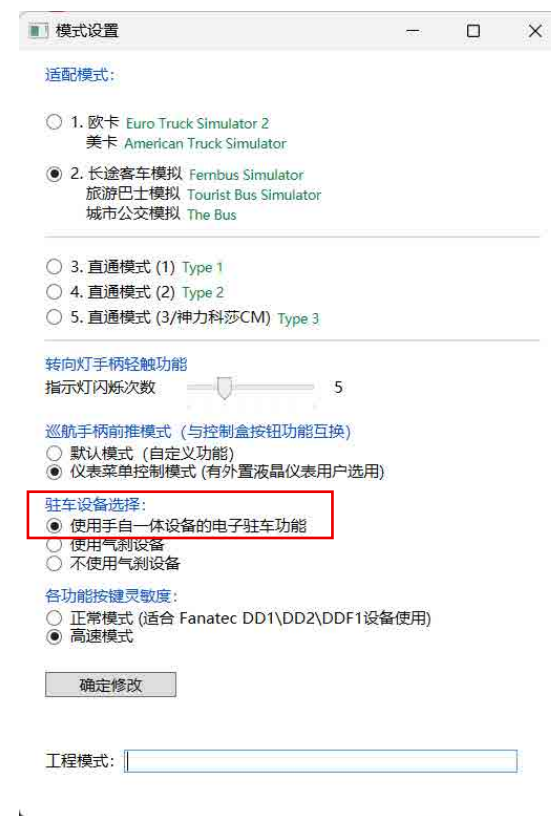 模式设置
适配模式:
1. 欧卡 Euro Truck Simulator 2
美卡 American Truck Simulator
2. 长途客车模拟 Fernbus Simulator
旅游巴士模拟 Tourist Bus Simulator
城市公交模拟 The Bus
3. 直通模式 (1) Type 1
4. 直通模式 (2) Type 2
5. 直通模式 (3/神力科莎CM) Type 3
转向灯手柄轻触功能
指示灯闪烁次数 5
巡航手柄前推模式（与控制盒按钮功能互换)
默认模式（自定义功能)
仪表菜单控制模式 (有外置液晶仪表用户选用)
驻车设备选择:
使用手自一体设备的电子驻车功能
使用气刹设备
不使用气刹设备
各功能按键灵敏度:
正常模式 (适合 Fanatec DD1\DD2\DDF1设备使用)
高速模式
确定修改
工程模式: